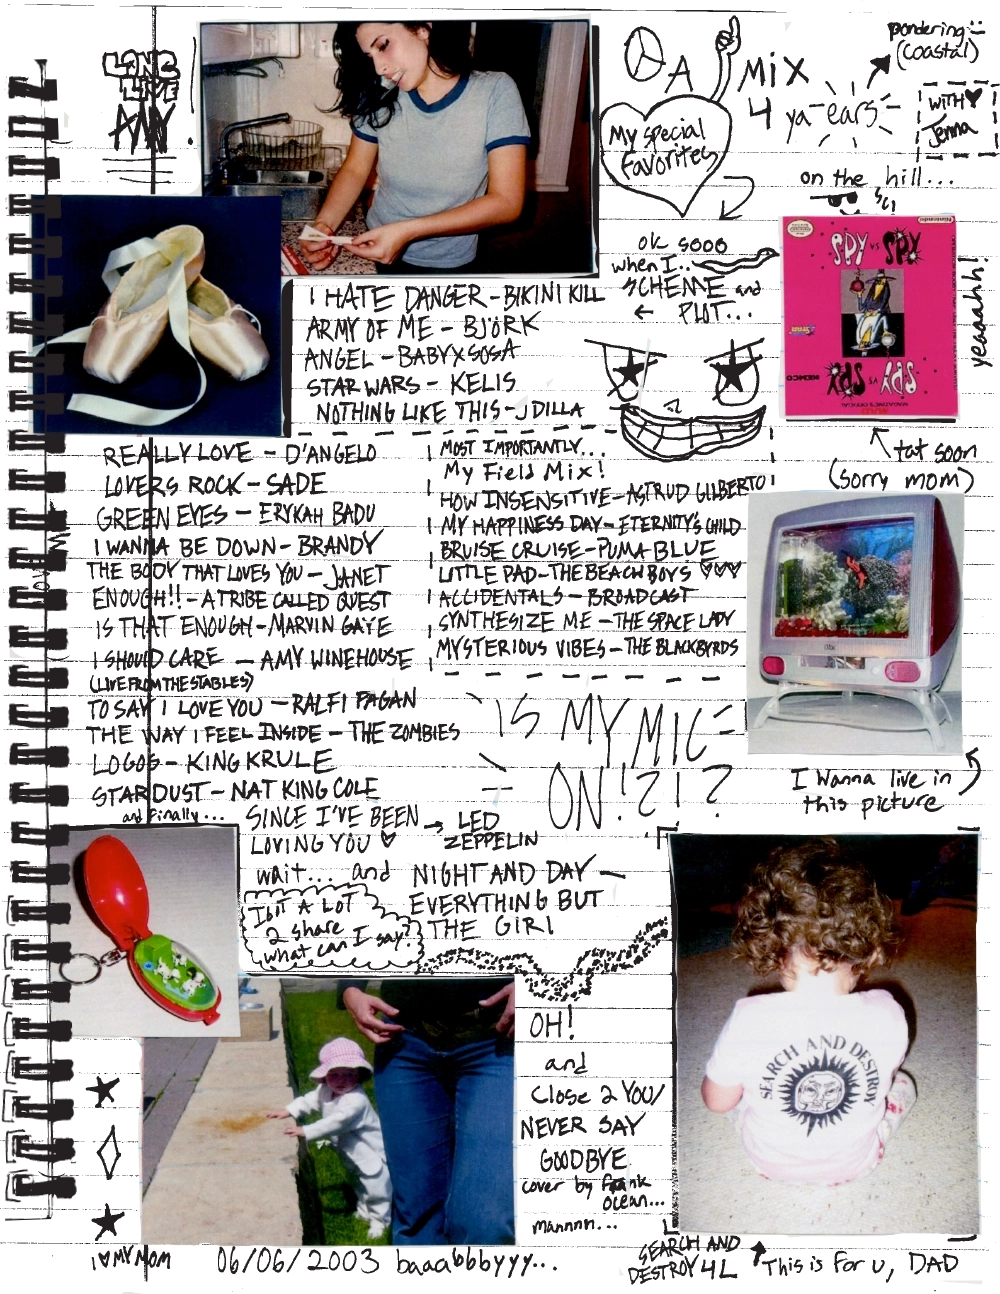 LONG
LIVE
AMY!
A MIX
4 ya ears
My special
favorites
pondering
(coastal)
WITH
Jenna
on the hill...
ok sooo
when I..
SCHEME and
PLOT...
yeaaahh!
SPY vs SPY
SPY vs SPY
KEMCO
tat soon
(sorry mom)
I HATE DANGER - BIKINI KILL
ARMY OF ME - BJÖRK
ANGEL - BABYXSOSA
STAR WARS - KELIS
NOTHING LIKE THIS - J DILLA
REALLY LOVE - D'ANGELO
LOVERS ROCK - SADE
GREEN EYES - ERYKAH BADU
I WANNA BE DOWN - BRANDY
THE BODY THAT LOVES YOU - JANET
ENOUGH!! - A TRIBE CALLED QUEST
IS THAT ENOUGH - MARVIN GAYE
I SHOULD CARE - AMY WINEHOUSE
(LIVE FROM THE STABLES)
TO SAY I LOVE YOU - RALFI PAGAN
THE WAY I FEEL INSIDE - THE ZOMBIES
LOGOS - KING KRULE
STARDUST - NAT KING COLE
and finally...
SINCE I'VE BEEN
LOVING YOU
LED
ZEPPELIN
wait... and
NIGHT AND DAY -
EVERYTHING BUT
THE GIRL
I GOT A LOT
2 share
what can I say?
MOST IMPORTANTLY...
My Field Mix!
HOW INSENSITIVE - ASTRUD GILBERTO
MY HAPPINESS DAY - ETERNITY'S CHILD
BRUISE CRUISE - PUMA BLUE
LITTLE PAD - THE BEACH BOYS
ACCIDENTALS - BROADCAST
SYNTHESIZE ME - THE SPACE LADY
MYSTERIOUS VIBES - THE BLACKBYRDS
IS MY MIC
ON!?!?
I wanna live in
this picture
OH!
and
Close 2 YOU/
NEVER SAY
GOODBYE
cover by Frank
ocean...
mannnn...
SEARCH AND DESTROY
I ♥ MY MOM
06/06/2003 baaabbbyyy...
SEARCH AND
DESTROY 4L
This is for u, DAD